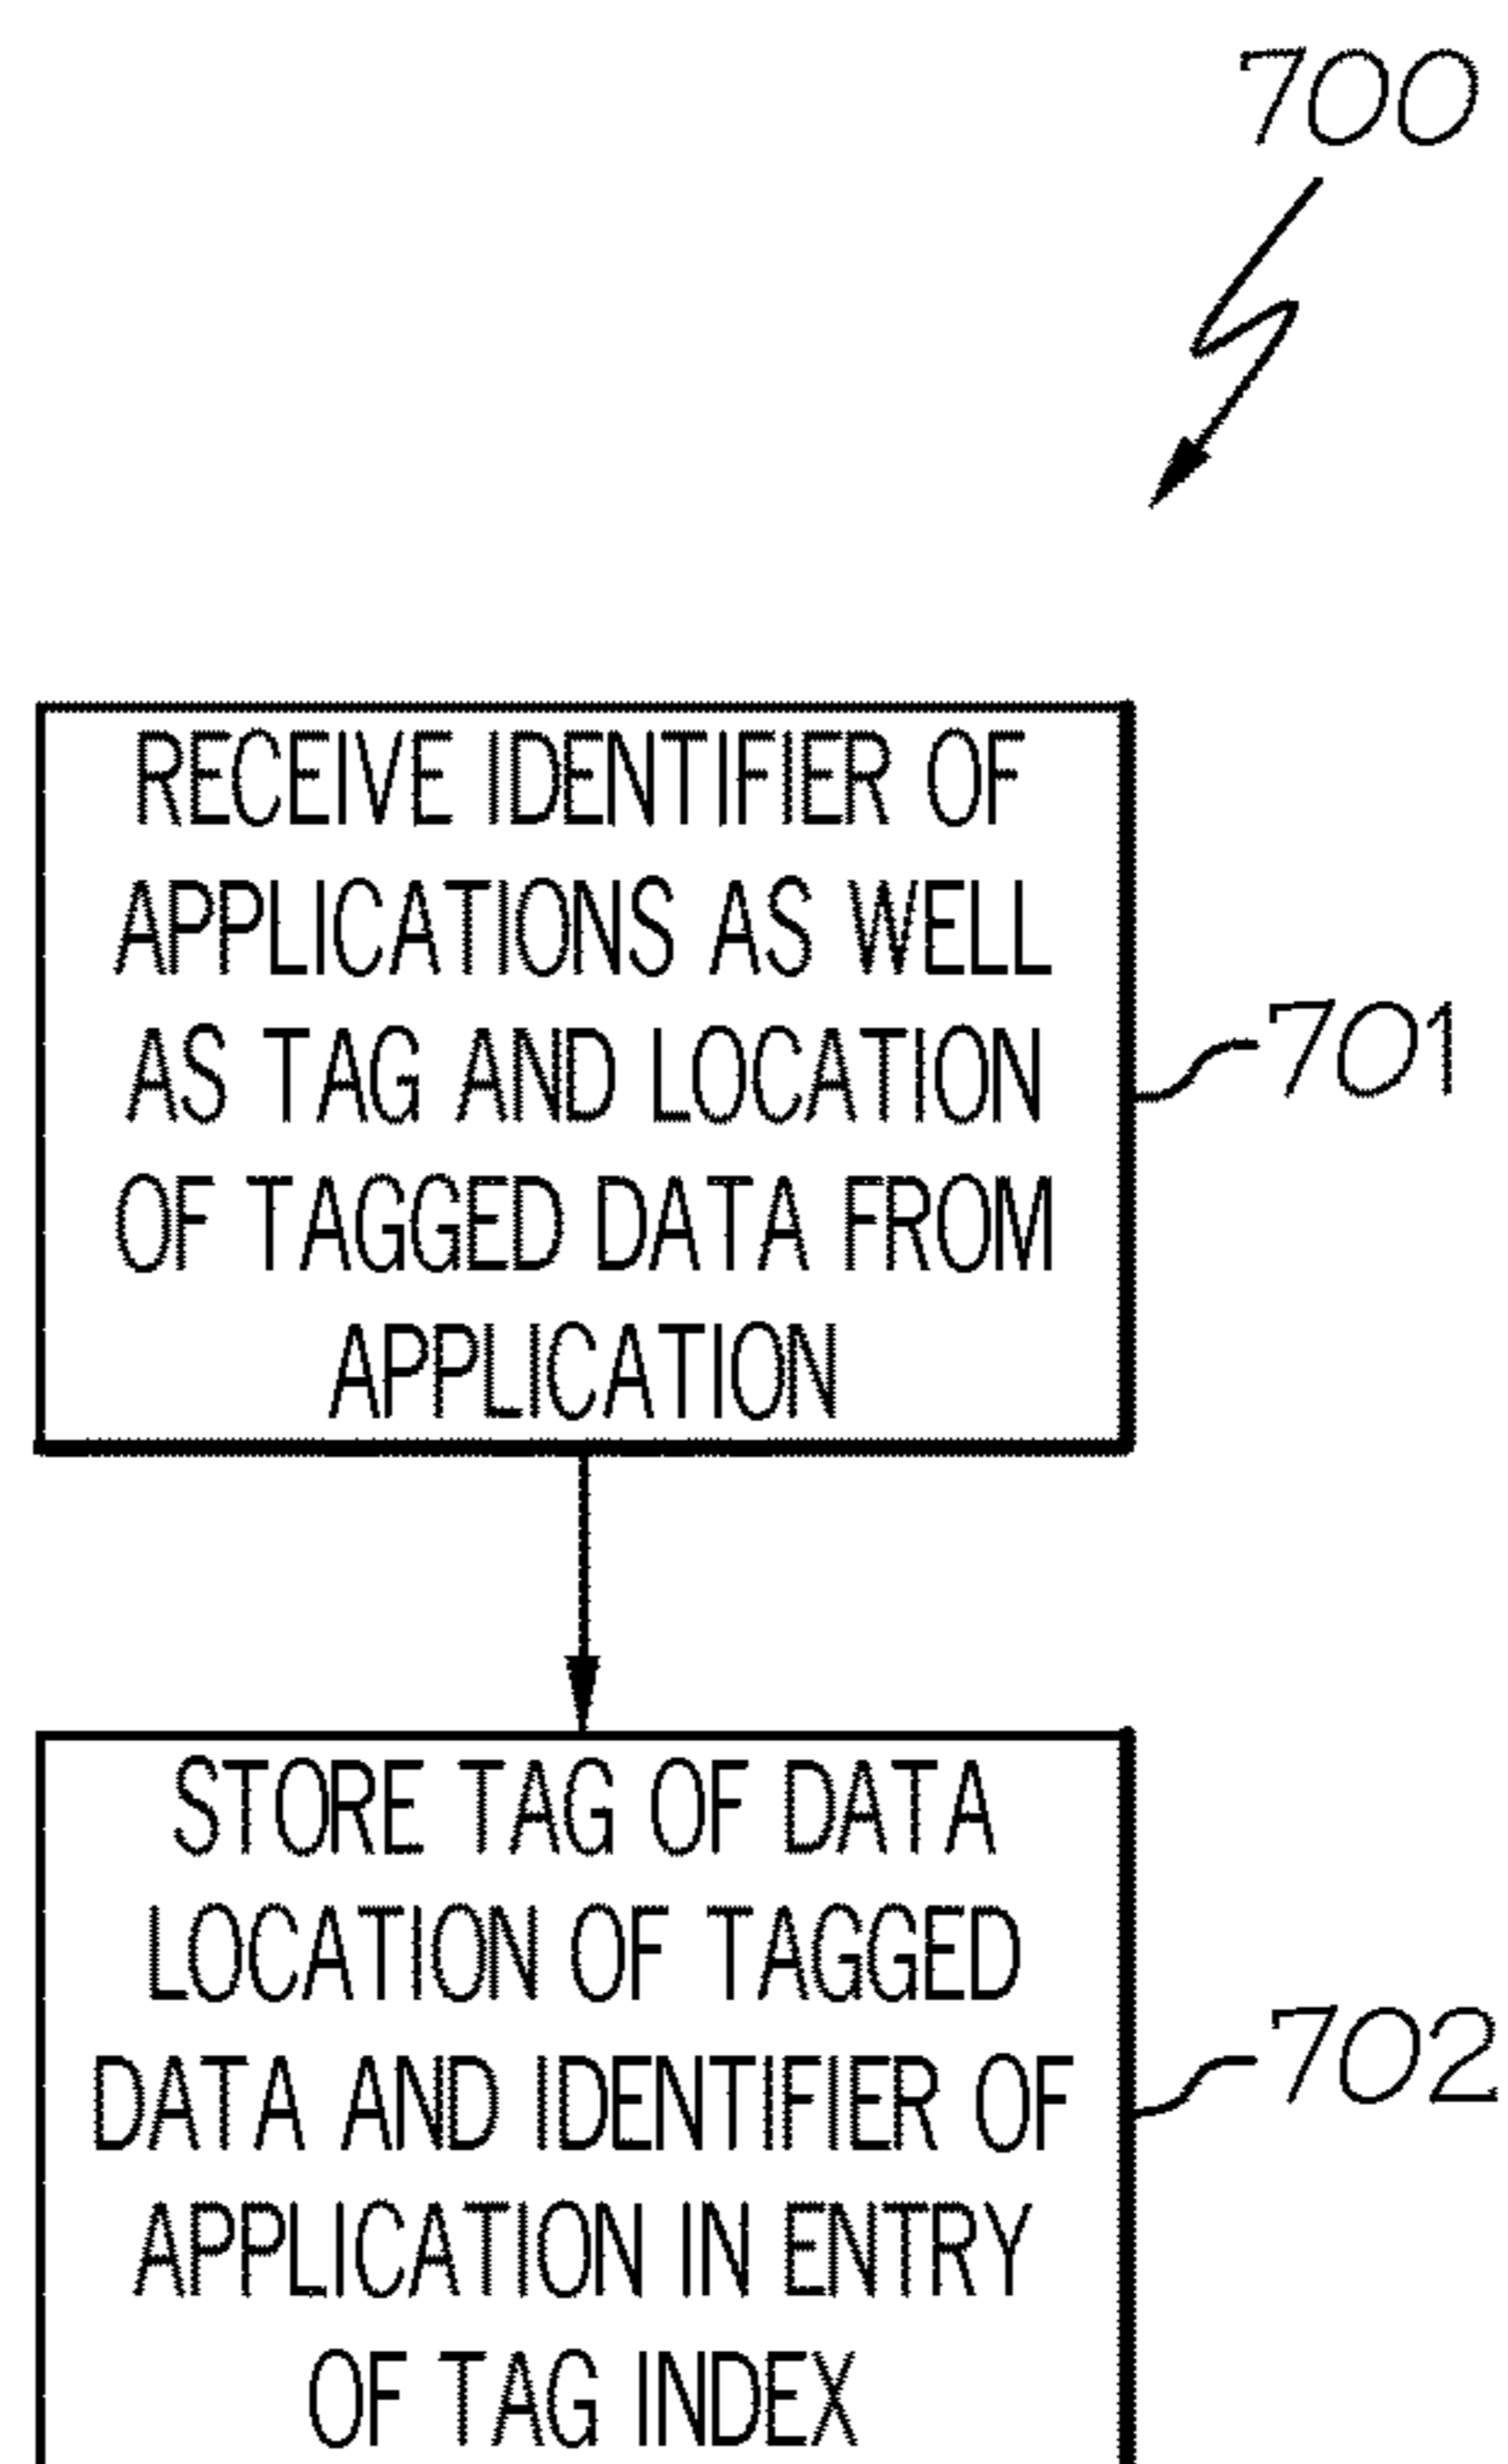 700
RECEIVE IDENTIFIER OF
APPLICATIONS AS WELL
AS TAG AND LOCATION
OF TAGGED DATA FROM
APPLICATION
701
STORE TAG OF DATA
LOCATION OF TAGGED
DATA AND IDENTIFIER OF
APPLICATION IN ENTRY
OF TAG INDEX
702